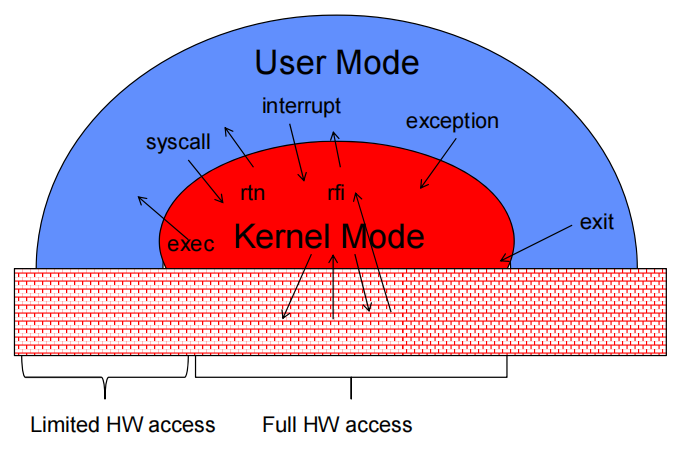 User Mode
interrupt
exception
syscall
rtn
rfi
exit
exec
Kernel Mode
Limited HW access
Full HW access